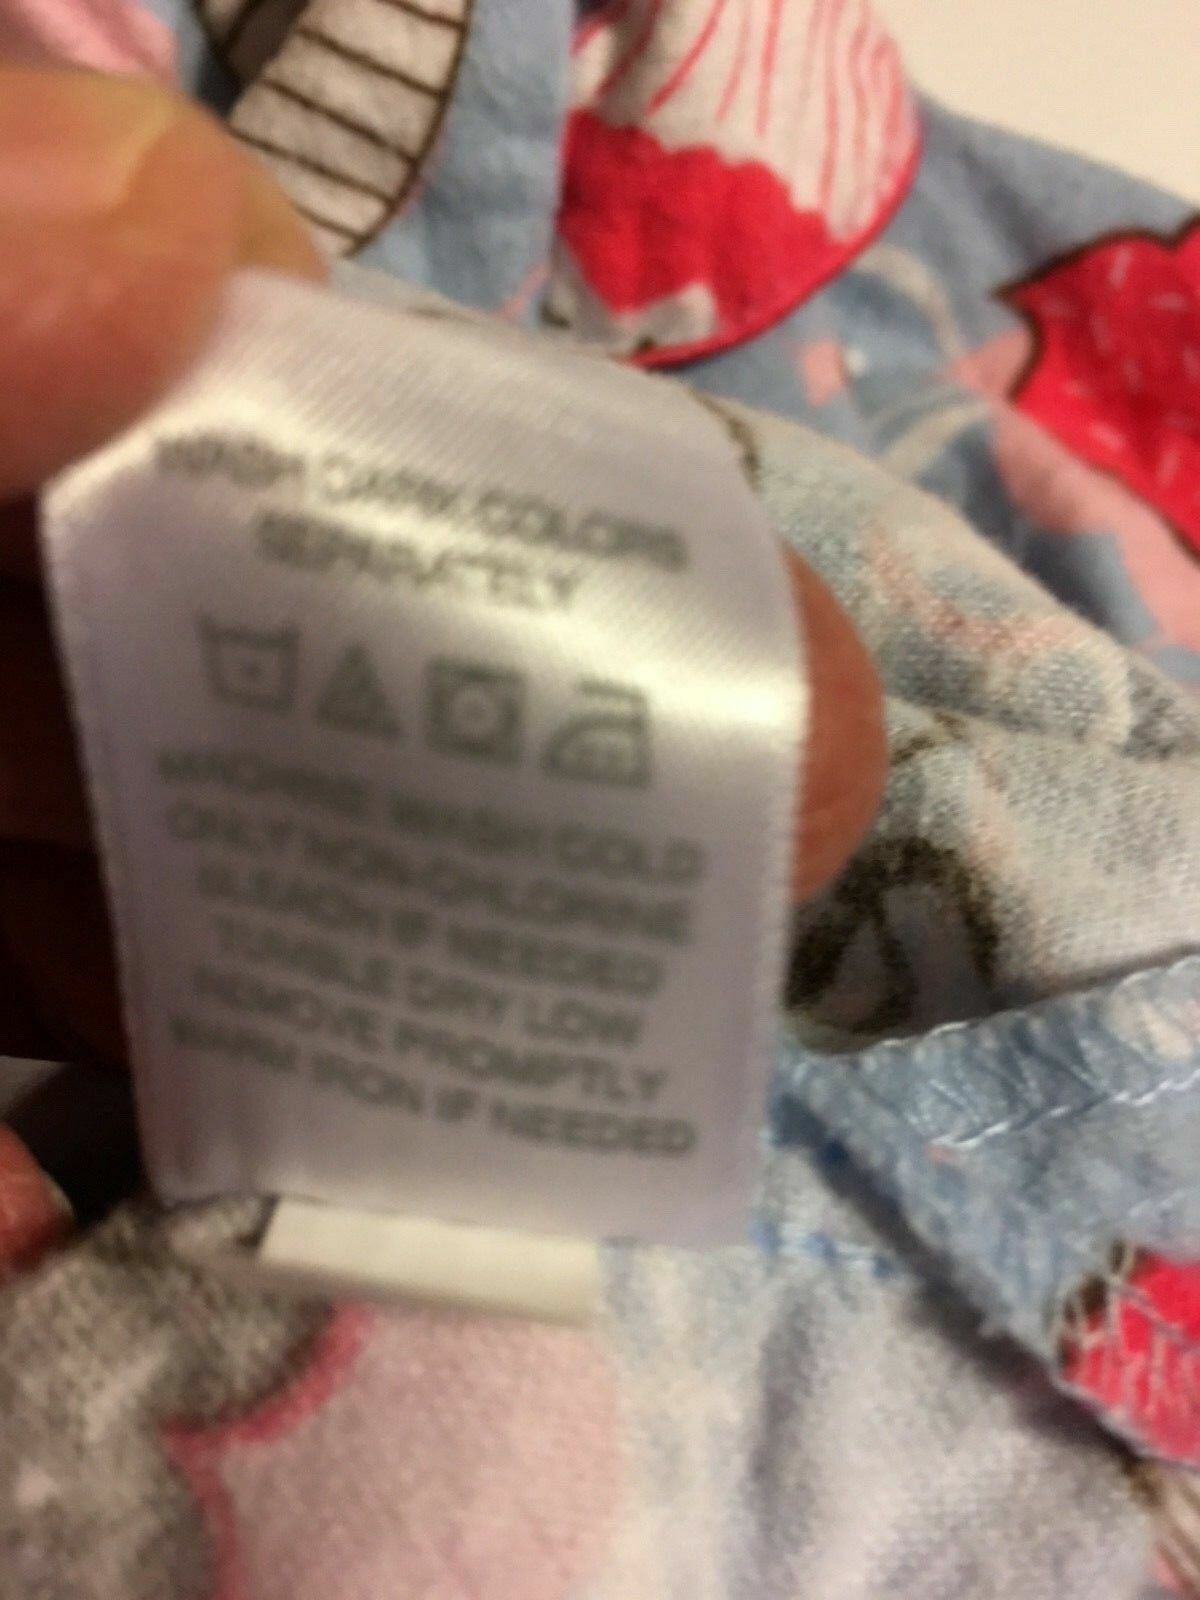 WASH DARK COLORS
SEPARATELY
MACHINE WASH COLD
ONLY NON-CHLORINE
BLEACH IF NEEDED
TUMBLE DRY LOW
REMOVE PROMPTLY
WARM IRON IF NEEDED